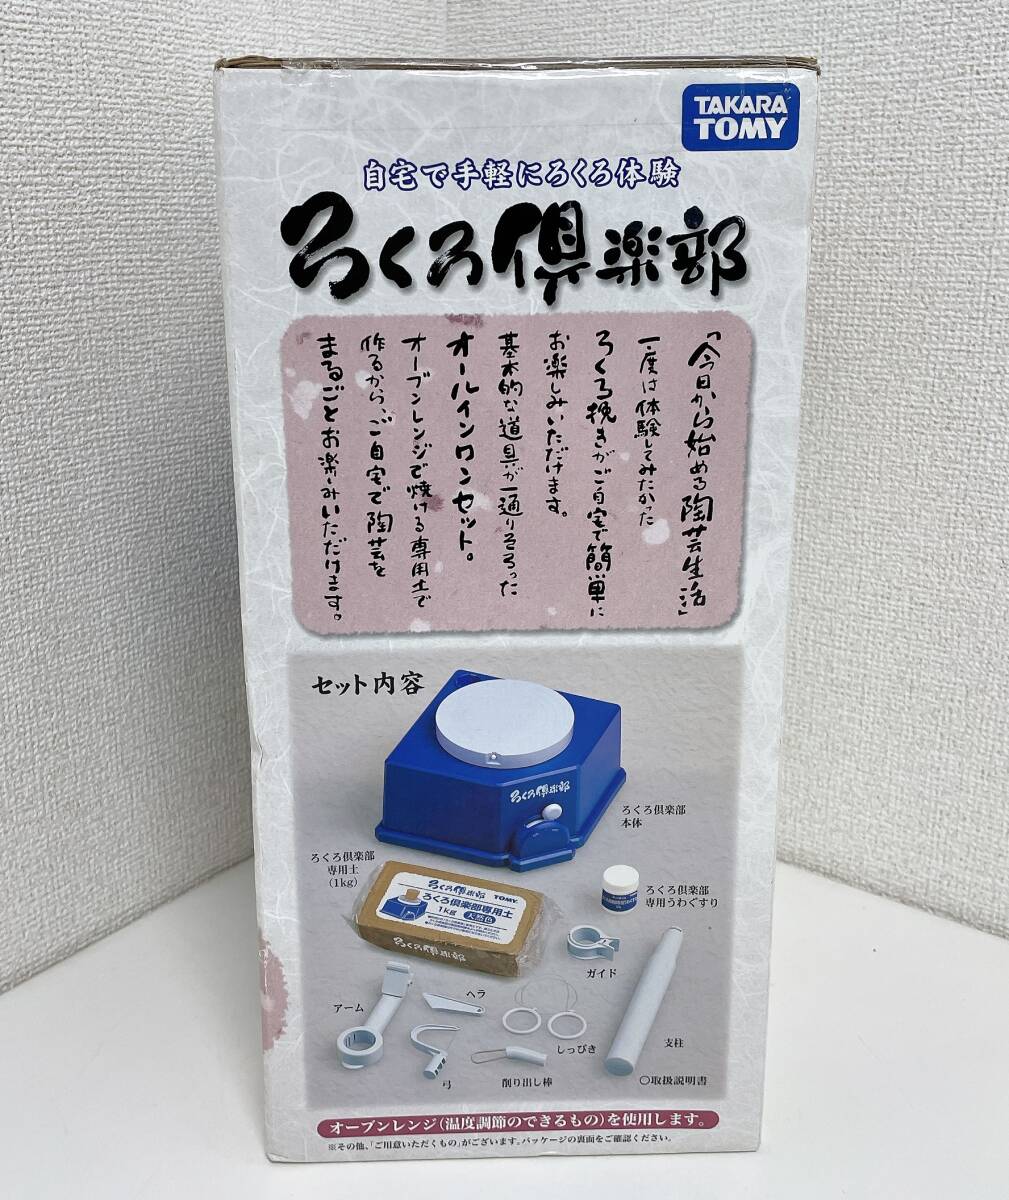 TAKARA
TOMY
自宅で手軽にろくろ体験
ろくろ倶楽部
「今日から始める陶芸生活」
一度は体験してみたかった
ろくろ挽きがご自宅で簡単に
お楽しみいただけます。
基本的な道具が一通りそろった
オールインワンセット。
オーブンレンジで焼ける専用土で
作るから、ご自宅で陶芸を
まるごとお楽しみいただけます。
セット内容
ろくろ倶楽部
ろくろ倶楽部
本体
ろくろ倶楽部
専用土
(1kg)
ろくろ倶楽部
TOMY
ろくろ倶楽部専用土
1kg
天然色
ろくろ倶楽部
ろくろ倶楽部
専用うわぐすり
ガイド
アーム
ヘラ
しっぴき
支柱
弓
削り出し棒
○取扱説明書
オーブンレンジ(温度調節のできるもの)を使用します。
※その他、「ご用意いただくもの」がございます。パッケージの裏面をご確認ください。